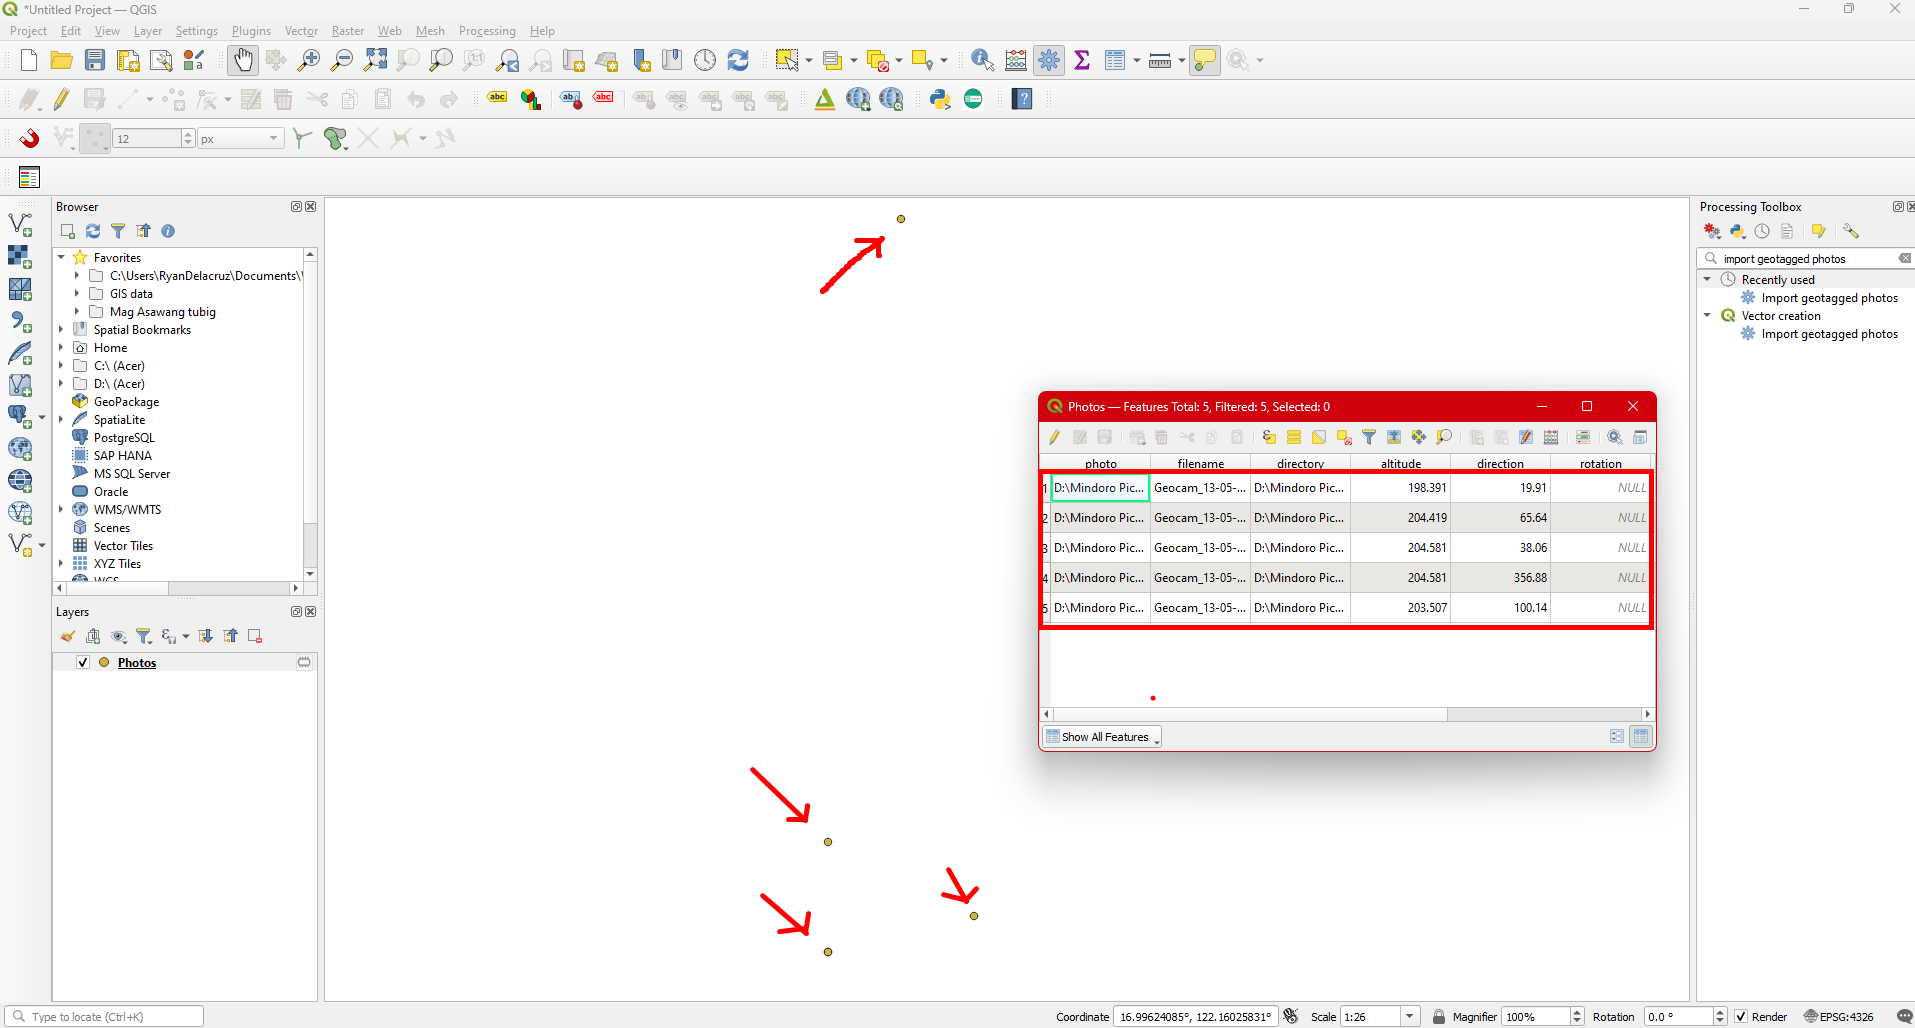 *Untitled Project — QGIS
Project Edit View Layer Settings Plugins Vector Raster Web Mesh Processing Help
12 px
Browser
Favorites
C:\Users\RyanDelacruz\Documents\
GIS data
Mag Asawang tubig
Spatial Bookmarks
Home
C:\ (Acer)
D:\ (Acer)
GeoPackage
SpatiaLite
PostgreSQL
SAP HANA
MS SQL Server
Oracle
WMS/WMTS
Scenes
Vector Tiles
XYZ Tiles
WCS
Layers
Photos
Photos — Features Total: 5, Filtered: 5, Selected: 0
photo filename directory altitude direction rotation
1 D:\Mindoro Pic... Geocam_13-05-... D:\Mindoro Pic... 198.391 19.91 NULL
2 D:\Mindoro Pic... Geocam_13-05-... D:\Mindoro Pic... 204.419 65.64 NULL
3 D:\Mindoro Pic... Geocam_13-05-... D:\Mindoro Pic... 204.581 38.06 NULL
4 D:\Mindoro Pic... Geocam_13-05-... D:\Mindoro Pic... 204.581 356.88 NULL
5 D:\Mindoro Pic... Geocam_13-05-... D:\Mindoro Pic... 203.507 100.14 NULL
Show All Features
Processing Toolbox
import geotagged photos
Recently used
Import geotagged photos
Vector creation
Import geotagged photos
Type to locate (Ctrl+K)
Coordinate 16.99624085°, 122.16025831° Scale 1:26 Magnifier 100% Rotation 0.0 ° Render EPSG:4326